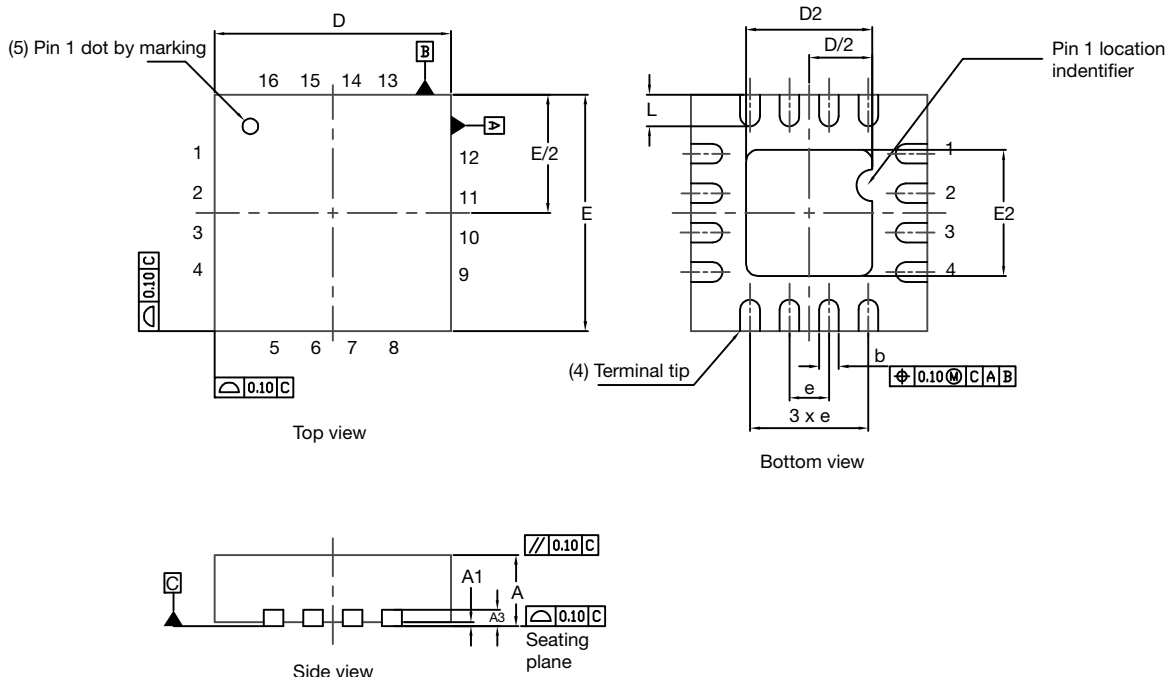 D
(5) Pin 1 dot by marking
B
16 15 14 13
A
E/2
E
1
2
3
4
12
11
10
9
5 6 7 8
0.10 C
0.10 C
Top view
D2
D/2
Pin 1 location
indentifier
L
1
2
3
4
E2
(4) Terminal tip
b
0.10 M C A B
e
3 x e
Bottom view
// 0.10 C
C
A1
A
A3
0.10 C
Seating
plane
Side view